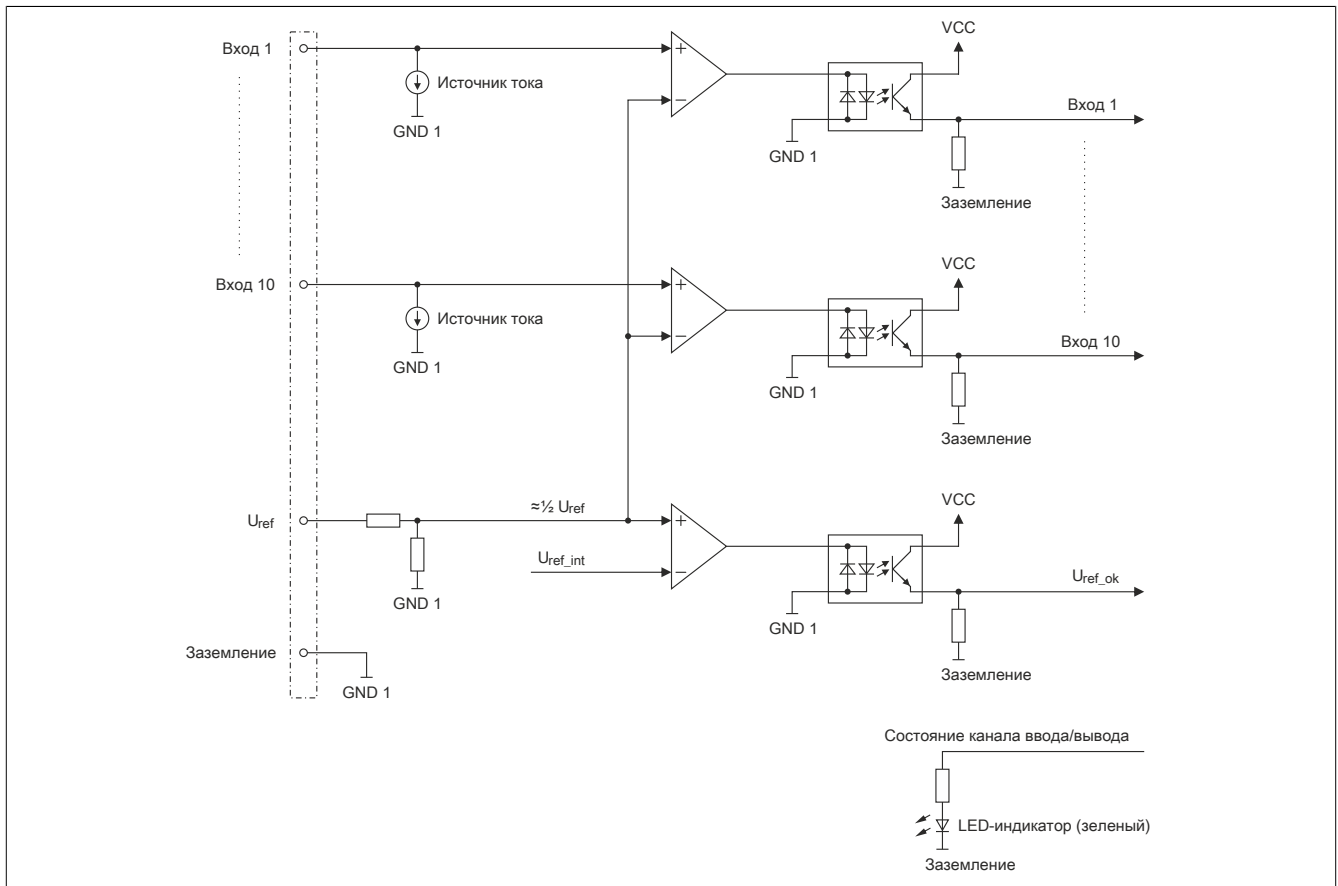 VCC
Вход 1
Источник тока
Вход 1
GND 1
GND 1
Заземление
VCC
Вход 10
Источник тока
Вход 10
GND 1
GND 1
Заземление
VCC
≈½ Uref
Uref
Uref_int
Uref_ok
GND 1
GND 1
Заземление
Заземление
GND 1
Состояние канала ввода/вывода
LED-индикатор (зеленый)
Заземление